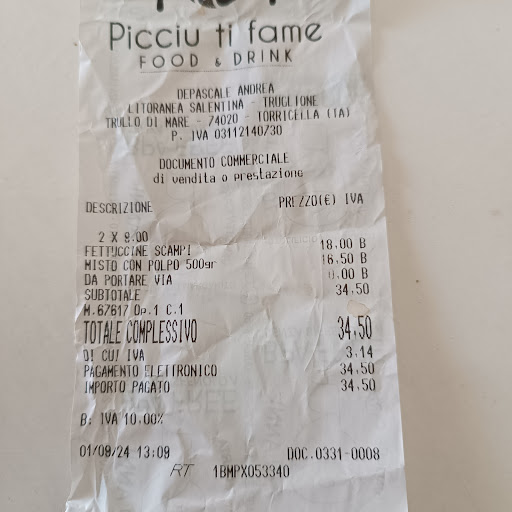 Picciu ti fame
FOOD & DRINK
DEPASCALE ANDREA
LITORANEA SALENTINA - TRUGLIONE
TRULLO DI MARE - 74020 - TORRICELLA (TA)
P. IVA 03112140730
DOCUMENTO COMMERCIALE
di vendita o prestazione
DESCRIZIONE PREZZO(€) IVA
2 X 9.00
FETTUCCINE SCAMPI 18,00 B
MISTO CON POLPO 500gr 16,50 B
DA PORTARE VIA 0,00 B
SUBTOTALE 34,50
M.67617 Op.1 C.1
TOTALE COMPLESSIVO 34,50
DI CUI IVA 3,14
PAGAMENTO ELETTRONICO 34,50
IMPORTO PAGATO 34,50
B: IVA 10,00%
01/09/24 13:09 DOC.0331-0008
RT 1BMPX053340